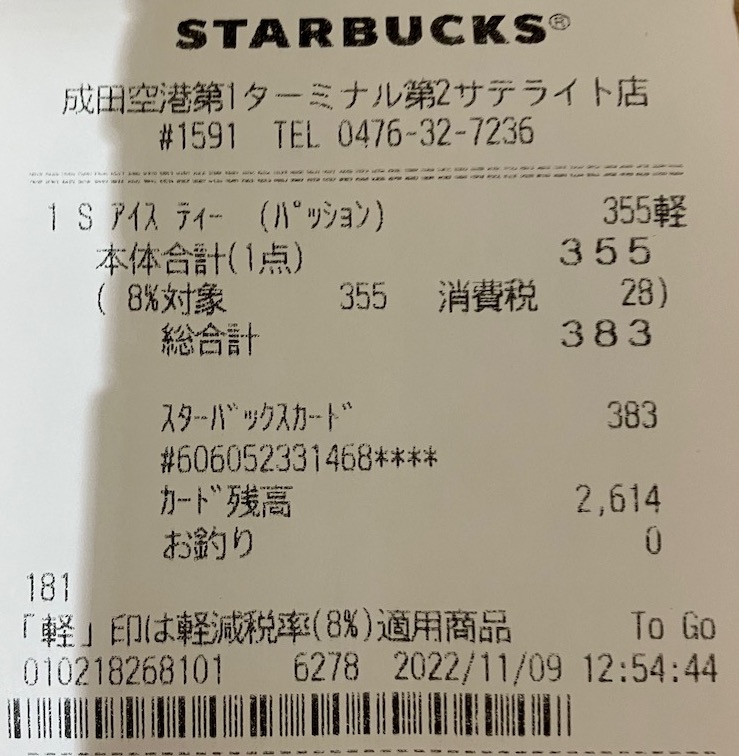 STARBUCKS®
成田空港第1ターミナル第2サテライト店
#1591 TEL 0476-32-7236
1 S ｱｲｽ ﾃｨｰ (ﾊﾟｯｼｮﾝ) 355軽
本体合計(1点) 355
( 8%対象 355 消費税 28)
総合計 383
ｽﾀｰﾊﾞｯｸｽｶｰﾄﾞ 383
#606052331468****
ｶｰﾄﾞ残高 2,614
お釣り 0
181
「軽」印は軽減税率(8%)適用商品 To Go
010218268101 6278 2022/11/09 12:54:44